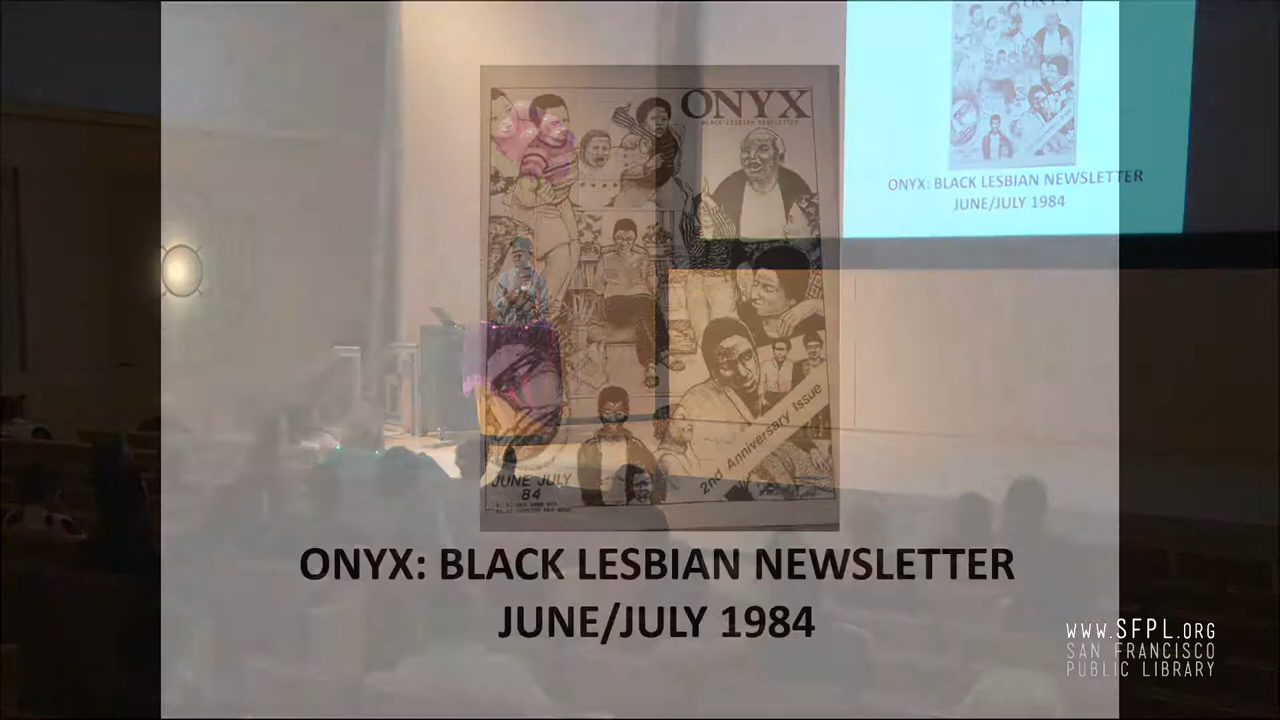 ONYX
BLACK LESBIAN NEWSLETTER
2nd Anniversary Issue
JUNE JULY
84
ONYX: BLACK LESBIAN NEWSLETTER
JUNE/JULY 1984
ONYX: BLACK LESBIAN NEWSLETTER
JUNE/JULY 1984
WWW.SFPL.ORG
SAN FRANCISCO
PUBLIC LIBRARY